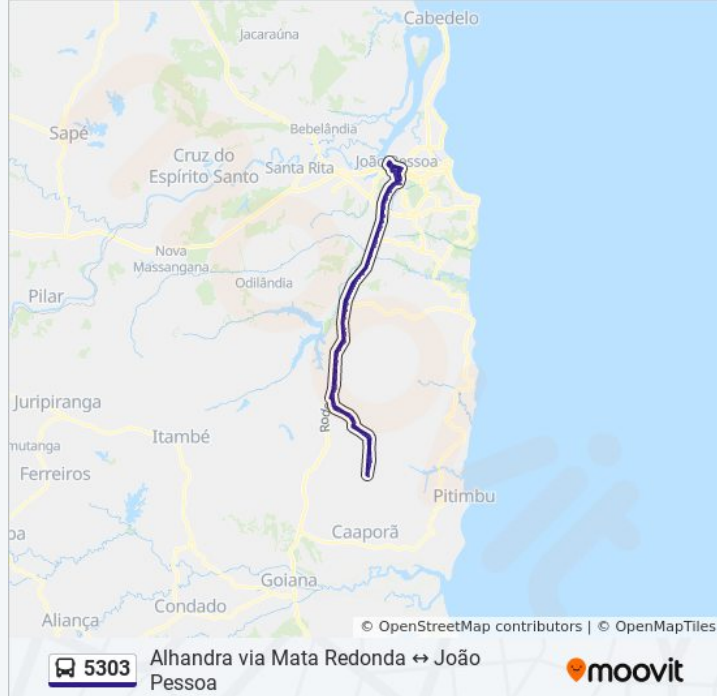 Cabedelo
Jacaraúna
Bebelândia
Sapé
Cruz do
Espírito Santo
Santa Rita
João Pessoa
Nova
Massangana
Odilândia
Pilar
Juripiranga
Itambé
mutanga
Ferreiros
Pitimbu
Caaporã
Goiana
Condado
Aliança
© OpenStreetMap contributors | © OpenMapTiles
5303
Alhandra via Mata Redonda ↔ João
Pessoa
moovit